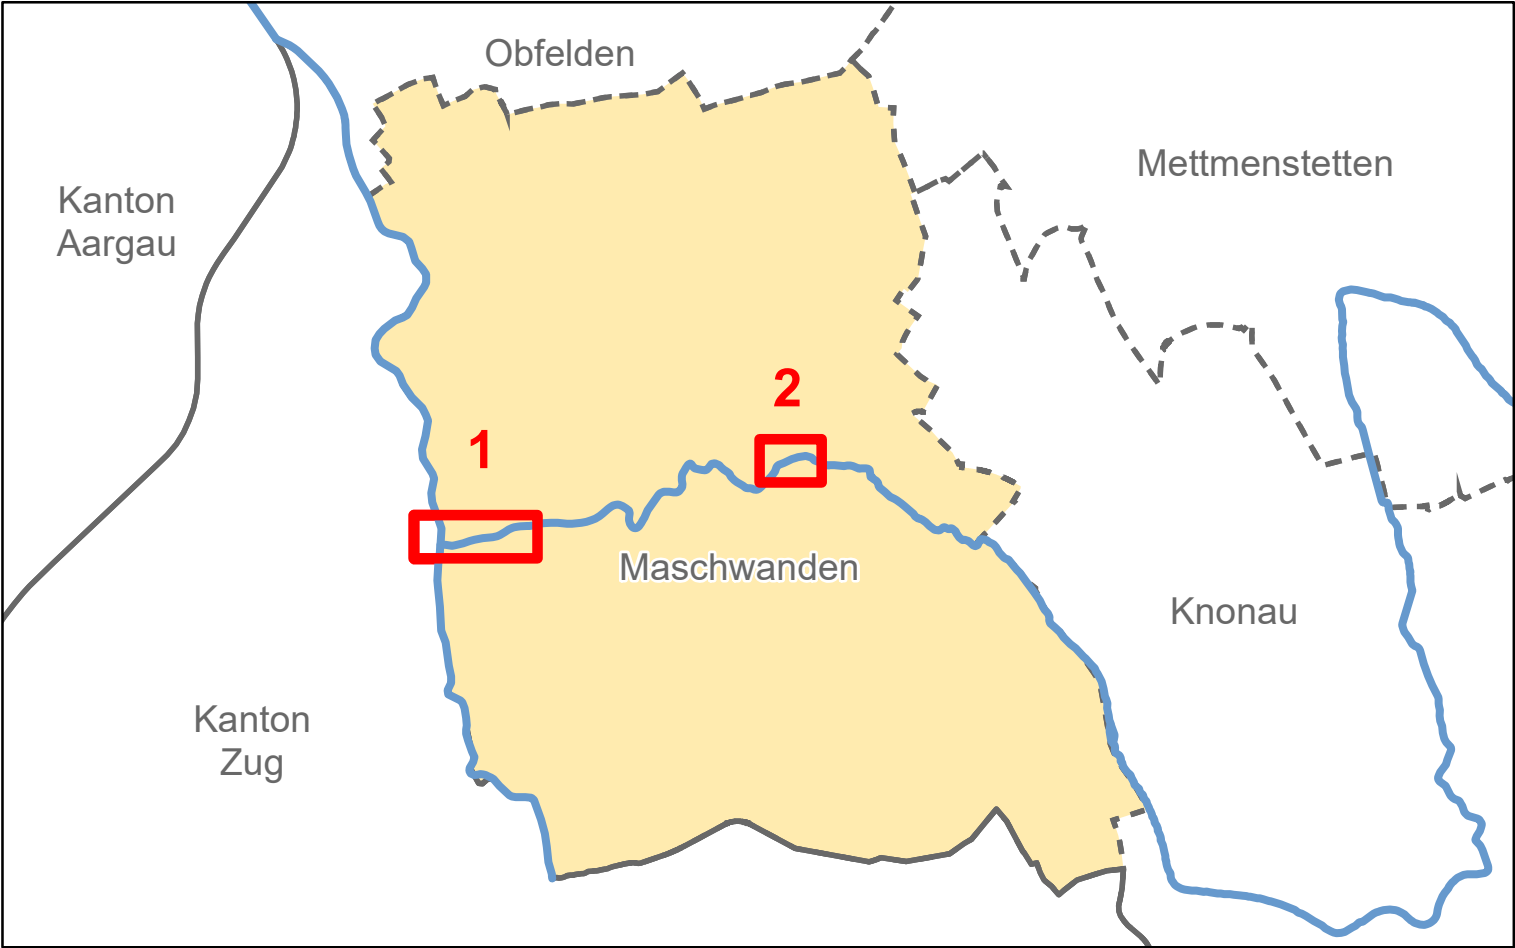 Obfelden
Mettmenstetten
Kanton
Aargau
2
1
Maschwanden
Knonau
Kanton
Zug